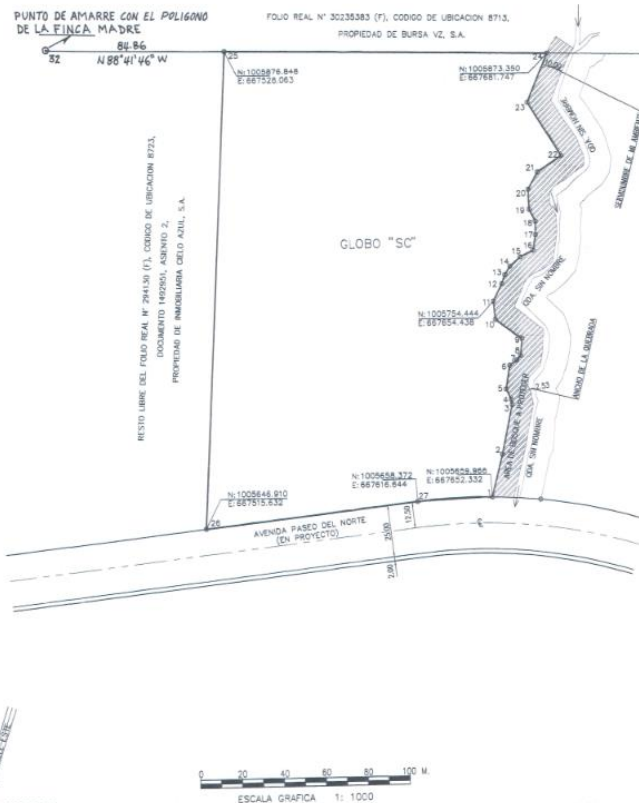 PUNTO DE AMARRE CON EL POLIGONO
DE LA FINCA MADRE
84.86
N 88°41'46" W
32
FOLIO REAL N° 30235383 (F), CODIGO DE UBICACION 8713,
PROPIEDAD DE BURSA VZ, S.A.
25
N:1005876.848
E:667528.063
24
N:1005873.350
E:667681.747
10.00
23
QDA. SIN NOMBRE
22
21
20
19
18
17
16
15
14
13
12
11
10
N:1005754.444
E:667654.438
GLOBO "SC"
RESTO LIBRE DEL FOLIO REAL N° 294130 (F), CODIGO DE UBICACION 8723,
DOCUMENTO 1492951, ASIENTO 2,
PROPIEDAD DE INMOBILIARIA CIELO AZUL, S.A.
QDA. SIN NOMBRE
ANCHO DE LA QUEBRADA
9
6
5
4
3
2.53
AREA DE BOSQUE A PROTEGER
QDA. SIN NOMBRE
2
1
N:1005658.372
E:667616.644
27
E:667652.332
N:1005646.910
E:667515.632
26
AVENIDA PASEO DEL NORTE
(EN PROYECTO)
12.50
25.00
2.00
0 20 40 60 80 100 M.
ESCALA GRAFICA 1: 1000